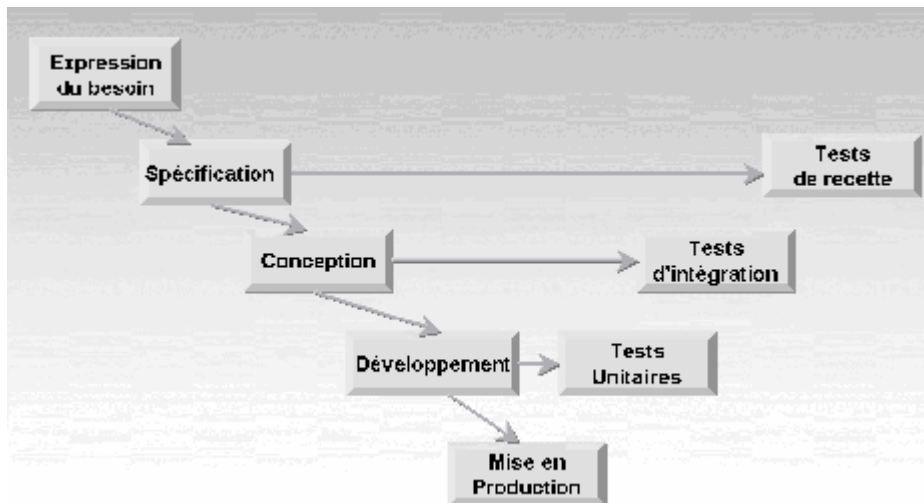 Expression
du besoin
Spécification
Tests
de recette
Conception
Tests
d'intégration
Développement
Tests
Unitaires
Mise en
Production